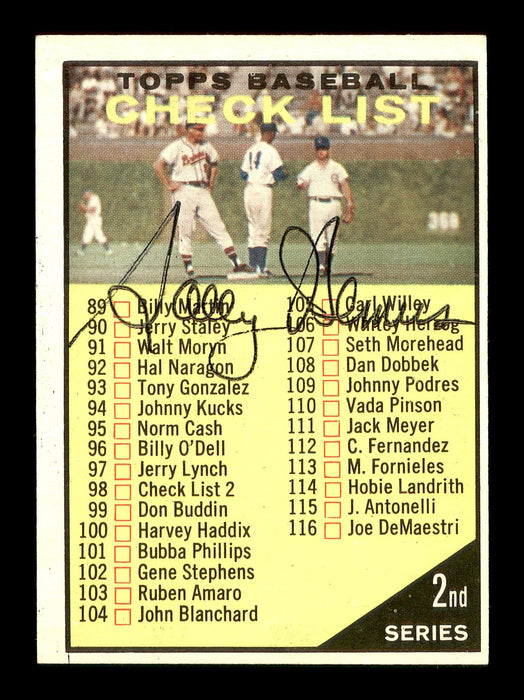 TOPPS BASEBALL
CHECK LIST
Braves
14
368
89 Billy Martin
90 Jerry Staley
91 Walt Moryn
92 Hal Naragon
93 Tony Gonzalez
94 Johnny Kucks
95 Norm Cash
96 Billy O'Dell
97 Jerry Lynch
98 Check List 2
99 Don Buddin
100 Harvey Haddix
101 Bubba Phillips
102 Gene Stephens
103 Ruben Amaro
104 John Blanchard
105 Carl Willey
106 Whitey Herzog
107 Seth Morehead
108 Dan Dobbek
109 Johnny Podres
110 Vada Pinson
111 Jack Meyer
112 C. Fernandez
113 M. Fornieles
114 Hobie Landrith
115 J. Antonelli
116 Joe DeMaestri
2nd
SERIES